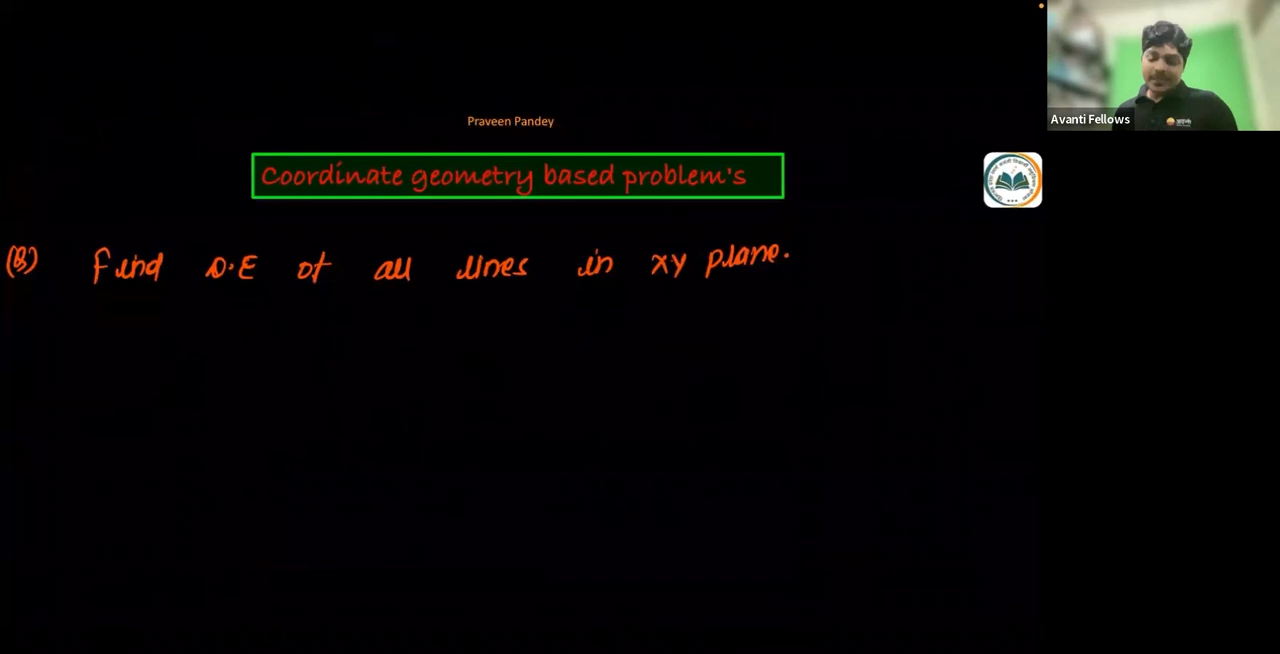 Praveen Pandey
Avanti Fellows
Coordinate geometry based problem's
(Q) Find D.E of all lines in xy plane.